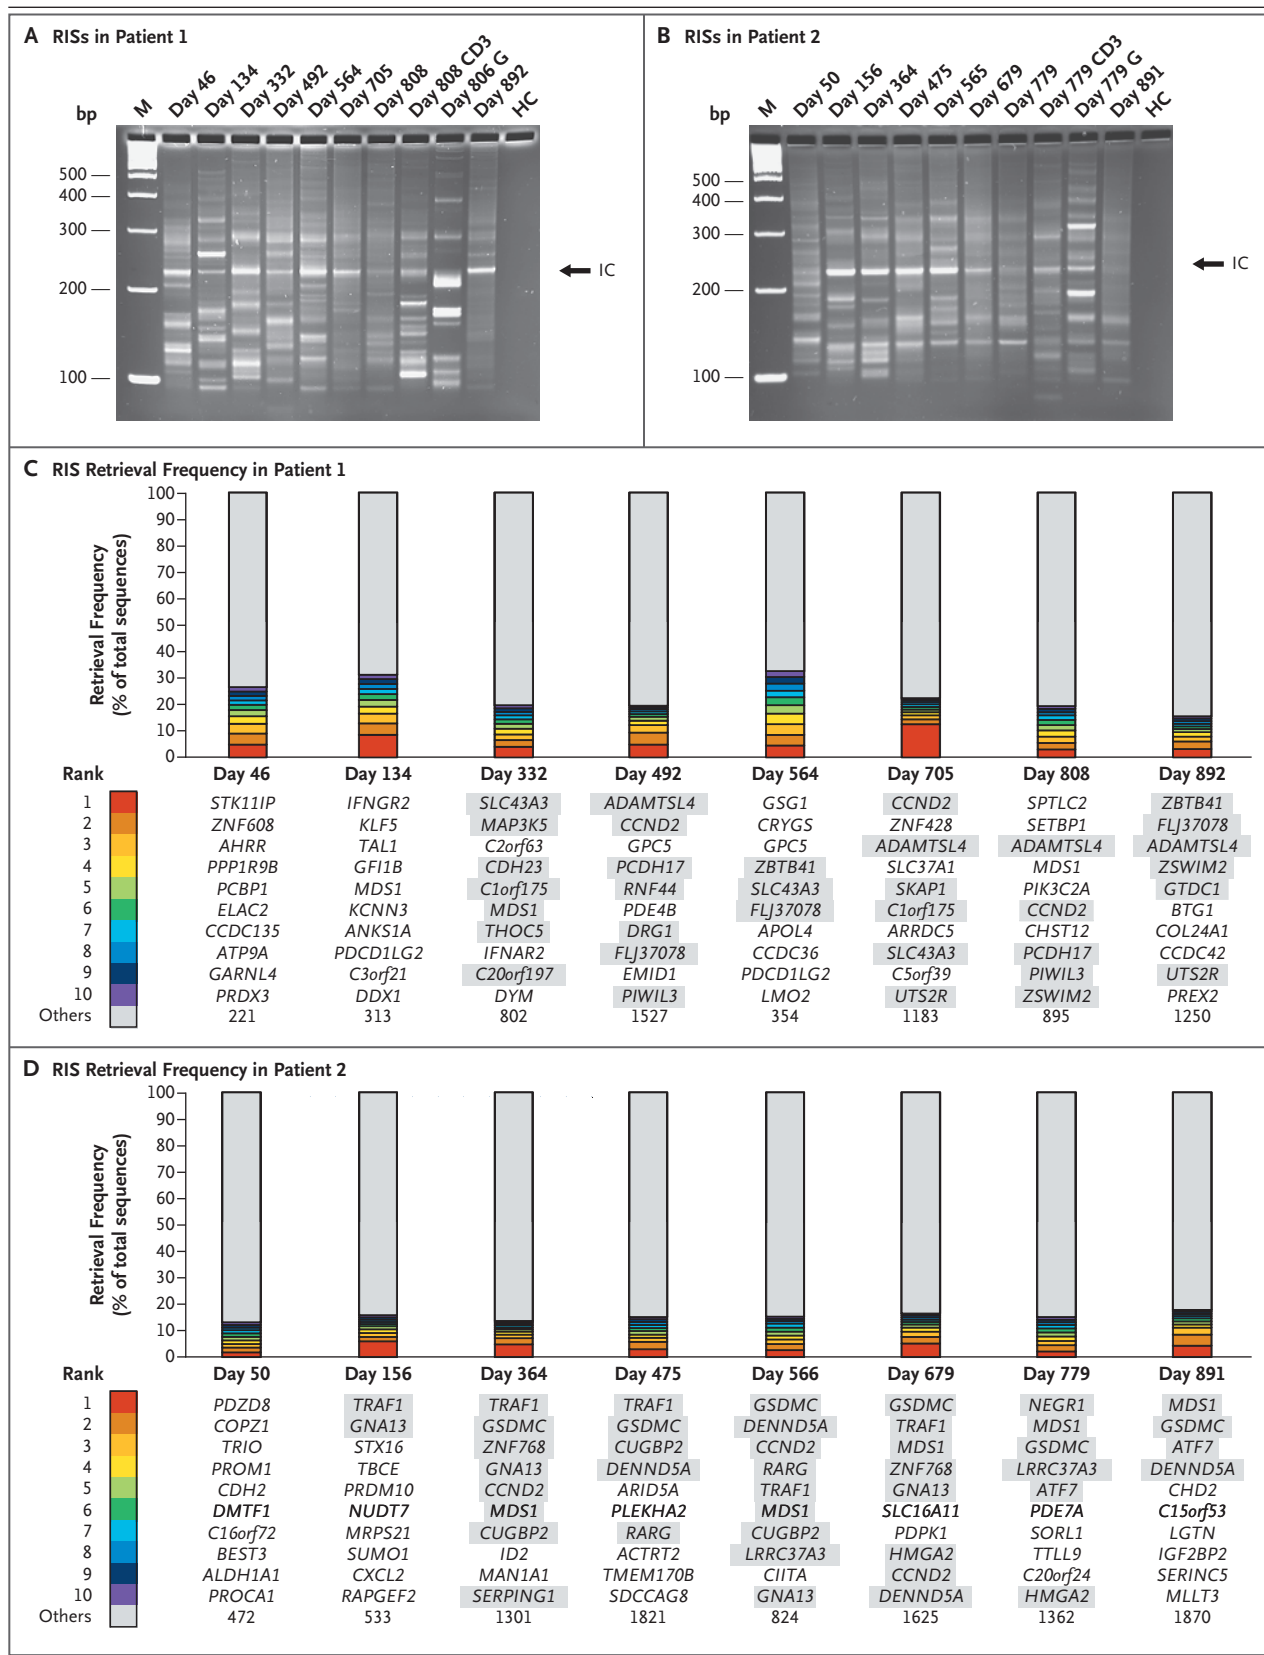 A RISs in Patient 1
M Day 46 Day 134 Day 332 Day 492 Day 564 Day 705 Day 808 Day 808 CD3 Day 806 G Day 892 HC
bp
500
400
300
200
100
IC
B RISs in Patient 2
M Day 50 Day 156 Day 364 Day 475 Day 565 Day 679 Day 779 Day 779 CD3 Day 779 G Day 891 HC
bp
500
400
300
200
100
IC
C RIS Retrieval Frequency in Patient 1
Retrieval Frequency
(% of total sequences)
100
90
80
70
60
50
40
30
20
10
0
Rank Day 46 Day 134 Day 332 Day 492 Day 564 Day 705 Day 808 Day 892
1 STK11IP IFNGR2 SLC43A3 ADAMTSL4 GSG1 CCND2 SPTLC2 ZBTB41
2 ZNF608 KLF5 MAP3K5 CCND2 CRYGS ZNF428 SETBP1 FLJ37078
3 AHRR TAL1 C2orf63 GPC5 GPC5 ADAMTSL4 ADAMTSL4 ADAMTSL4
4 PPP1R9B GFI1B CDH23 PCDH17 ZBTB41 SLC37A1 MDS1 ZSWIM2
5 PCBP1 MDS1 C1orf175 RNF44 SLC43A3 SKAP1 PIK3C2A GTDC1
6 ELAC2 KCNN3 MDS1 PDE4B FLJ37078 C1orf175 CCND2 BTG1
7 CCDC135 ANKS1A THOC5 DRG1 APOL4 ARRDC5 CHST12 COL24A1
8 ATP9A PDCD1LG2 IFNAR2 FLJ37078 CCDC36 SLC43A3 PCDH17 CCDC42
9 GARNL4 C3orf21 C20orf197 EMID1 PDCD1LG2 C5orf39 PIWIL3 UTS2R
10 PRDX3 DDX1 DYM PIWIL3 LMO2 UTS2R ZSWIM2 PREX2
Others 221 313 802 1527 354 1183 895 1250
D RIS Retrieval Frequency in Patient 2
Retrieval Frequency
(% of total sequences)
100
90
80
70
60
50
40
30
20
10
0
Rank Day 50 Day 156 Day 364 Day 475 Day 566 Day 679 Day 779 Day 891
1 PDZD8 TRAF1 TRAF1 TRAF1 GSDMC GSDMC NEGR1 MDS1
2 COPZ1 GNA13 GSDMC GSDMC DENND5A TRAF1 MDS1 GSDMC
3 TRIO STX16 ZNF768 CUGBP2 CCND2 MDS1 GSDMC ATF7
4 PROM1 TBCE GNA13 DENND5A RARG ZNF768 LRRC37A3 DENND5A
5 CDH2 PRDM10 CCND2 ARID5A TRAF1 GNA13 ATF7 CHD2
6 DMTF1 NUDT7 MDS1 PLEKHA2 MDS1 SLC16A11 PDE7A C15orf53
7 C16orf72 MRPS21 CUGBP2 RARG CUGBP2 PDPK1 SORL1 LGTN
8 BEST3 SUMO1 ID2 ACTRT2 LRRC37A3 HMGA2 TTLL9 IGF2BP2
9 ALDH1A1 CXCL2 MAN1A1 TMEM170B CIITA CCND2 C20orf24 SERINC5
10 PROCA1 RAPGEF2 SERPING1 SDCCAG8 GNA13 DENND5A HMGA2 MLLT3
Others 472 533 1301 1821 824 1625 1362 1870